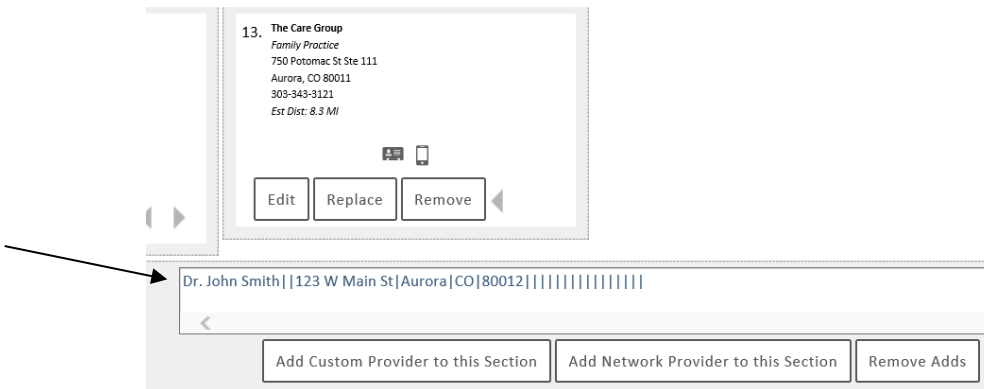 13. The Care Group
Family Practice
750 Potomac St Ste 111
Aurora, CO 80011
303-343-3121
Est Dist: 8.3 MI
Edit Replace Remove
Dr. John Smith||123 W Main St|Aurora|CO|80012||||||||||||||||
Add Custom Provider to this Section Add Network Provider to this Section Remove Adds